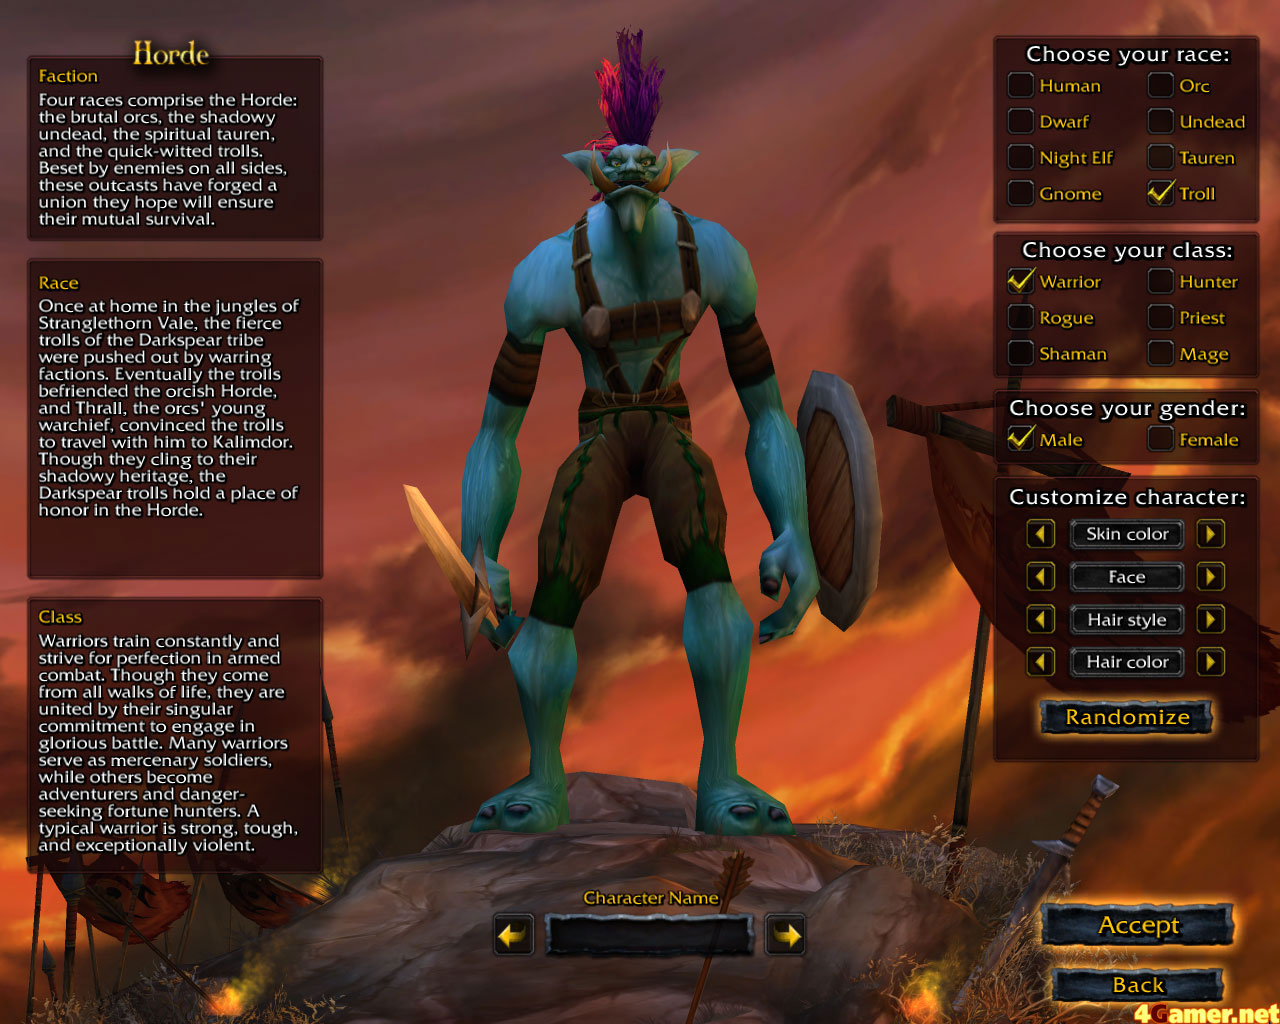 Horde
Faction
Four races comprise the Horde:
the brutal orcs, the shadowy
undead, the spiritual tauren,
and the quick-witted trolls.
Beset by enemies on all sides,
these outcasts have forged a
union they hope will ensure
their mutual survival.
Race
Once at home in the jungles of
Stranglethorn Vale, the fierce
trolls of the Darkspear tribe
were pushed out by warring
factions. Eventually the trolls
befriended the orcish Horde,
and Thrall, the orcs' young
warchief, convinced the trolls
to travel with him to Kalimdor.
Though they cling to their
shadowy heritage, the
Darkspear trolls hold a place of
honor in the Horde.
Class
Warriors train constantly and
strive for perfection in armed
combat. Though they come
from all walks of life, they are
united by their singular
commitment to engage in
glorious battle. Many warriors
serve as mercenary soldiers,
while others become
adventurers and danger-
seeking fortune hunters. A
typical warrior is strong, tough,
and exceptionally violent.
Character Name
Choose your race:
Human Orc
Dwarf Undead
Night Elf Tauren
Gnome Troll
Choose your class:
Warrior Hunter
Rogue Priest
Shaman Mage
Choose your gender:
Male Female
Customize character:
Skin color
Face
Hair style
Hair color
Randomize
Accept
Back
4Gamer.net